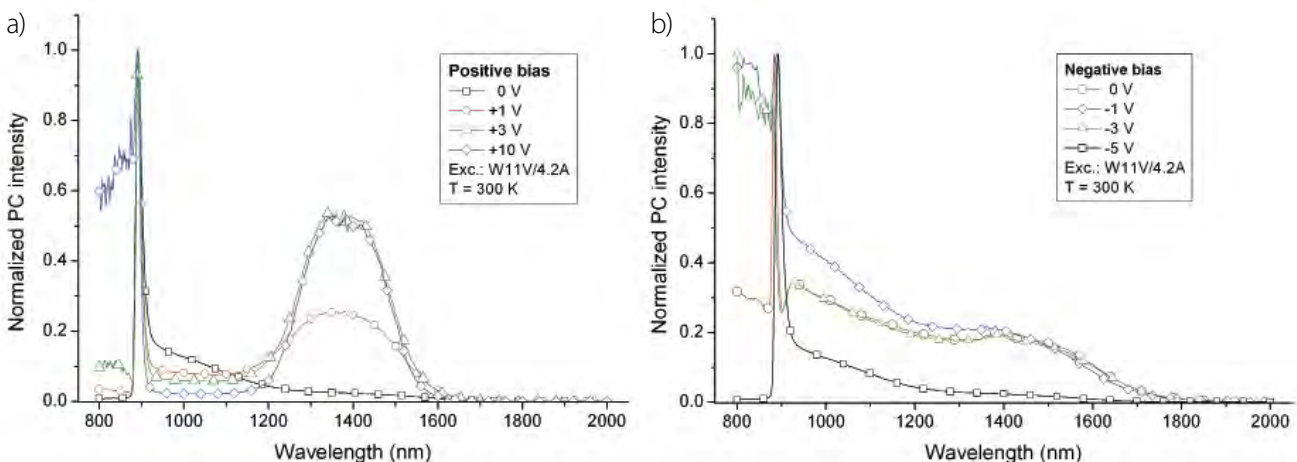 a)
Normalized PC intensity
1.0
0.8
0.6
0.4
0.2
0.0
800 1000 1200 1400 1600 1800 2000
Wavelength (nm)
Positive bias
0 V
+1 V
+3 V
+10 V
Exc.: W11V/4.2A
T = 300 K
b)
Normalized PC intensity
1.0
0.8
0.6
0.4
0.2
0.0
800 1000 1200 1400 1600 1800 2000
Wavelength (nm)
Negative bias
0 V
-1 V
-3 V
-5 V
Exc.: W11V/4.2A
T = 300 K